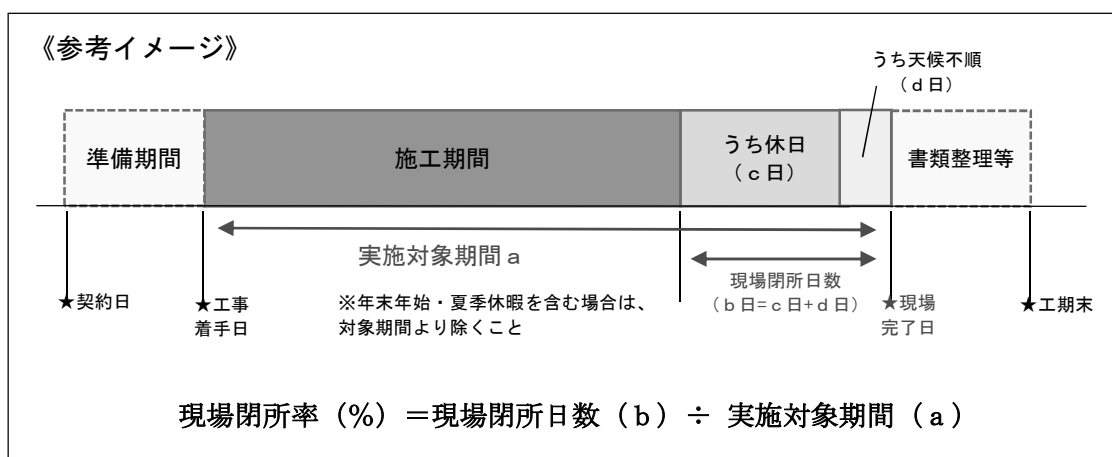 《参考イメージ》
うち天候不順
(d日)
準備期間
施工期間
うち休日
(c日)
書類整理等
実施対象期間a
現場閉所日数
(b日=c日+d日)
★契約日
★工事
着手日
※年末年始・夏季休暇を含む場合は、
対象期間より除くこと
★現場
完了日
★工期末
現場閉所率(%)=現場閉所日数(b)÷ 実施対象期間(a)